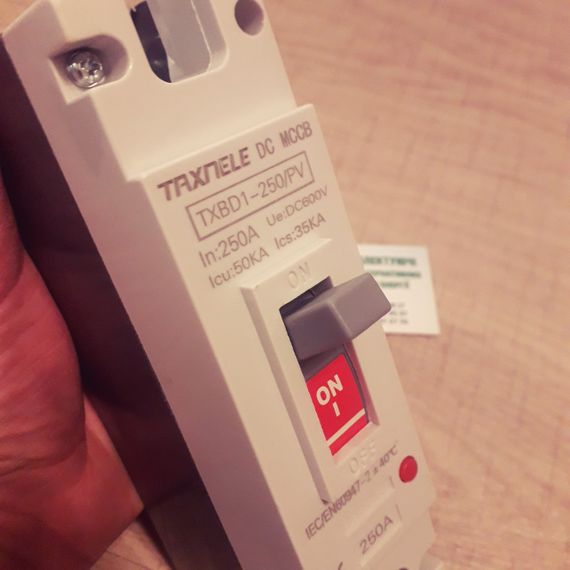 TAXNELE DC MCCB
TXBD1-250/PV
In:250A Ue:DC600V
Icu:50KA Ics:35KA
ON
ON
I
OFF
IEC/EN60947-2 ± 40℃
250A